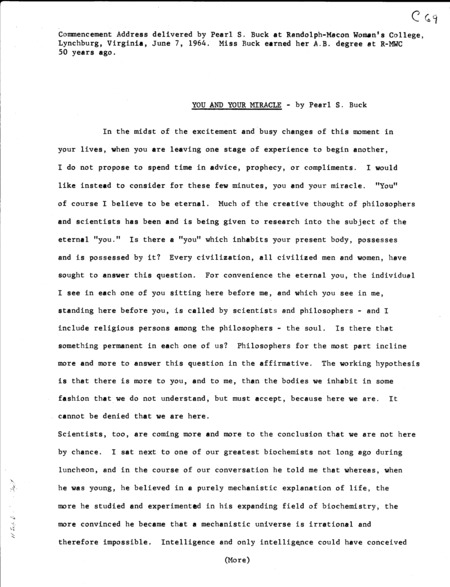 C 69
Commencement Address delivered by Pearl S. Buck at Randolph-Macon Woman's College,
Lynchburg, Virginia, June 7, 1964. Miss Buck earned her A.B. degree at R-MWC
50 years ago.
YOU AND YOUR MIRACLE - by Pearl S. Buck
In the midst of the excitement and busy changes of this moment in
your lives, when you are leaving one stage of experience to begin another,
I do not propose to spend time in advice, prophecy, or compliments. I would
like instead to consider for these few minutes, you and your miracle. "You"
of course I believe to be eternal. Much of the creative thought of philosophers
and scientists has been and is being given to research into the subject of the
eternal "you." Is there a "you" which inhabits your present body, possesses
and is possessed by it? Every civilization, all civilized men and women, have
sought to answer this question. For convenience the eternal you, the individual
I see in each one of you sitting here before me, and which you see in me,
standing here before you, is called by scientists and philosophers - and I
include religious persons among the philosophers - the soul. Is there that
something permanent in each one of us? Philosophers for the most part incline
more and more to answer this question in the affirmative. The working hypothesis
is that there is more to you, and to me, than the bodies we inhabit in some
fashion that we do not understand, but must accept, because here we are. It
cannot be denied that we are here.
Scientists, too, are coming more and more to the conclusion that we are not here
by chance. I sat next to one of our greatest biochemists not long ago during
luncheon, and in the course of our conversation he told me that whereas, when
he was young, he believed in a purely mechanistic explanation of life, the
more he studied and experimented in his expanding field of biochemistry, the
more convinced he became that a mechanistic universe is irrational and
therefore impossible. Intelligence and only intelligence could have conceived
(More)